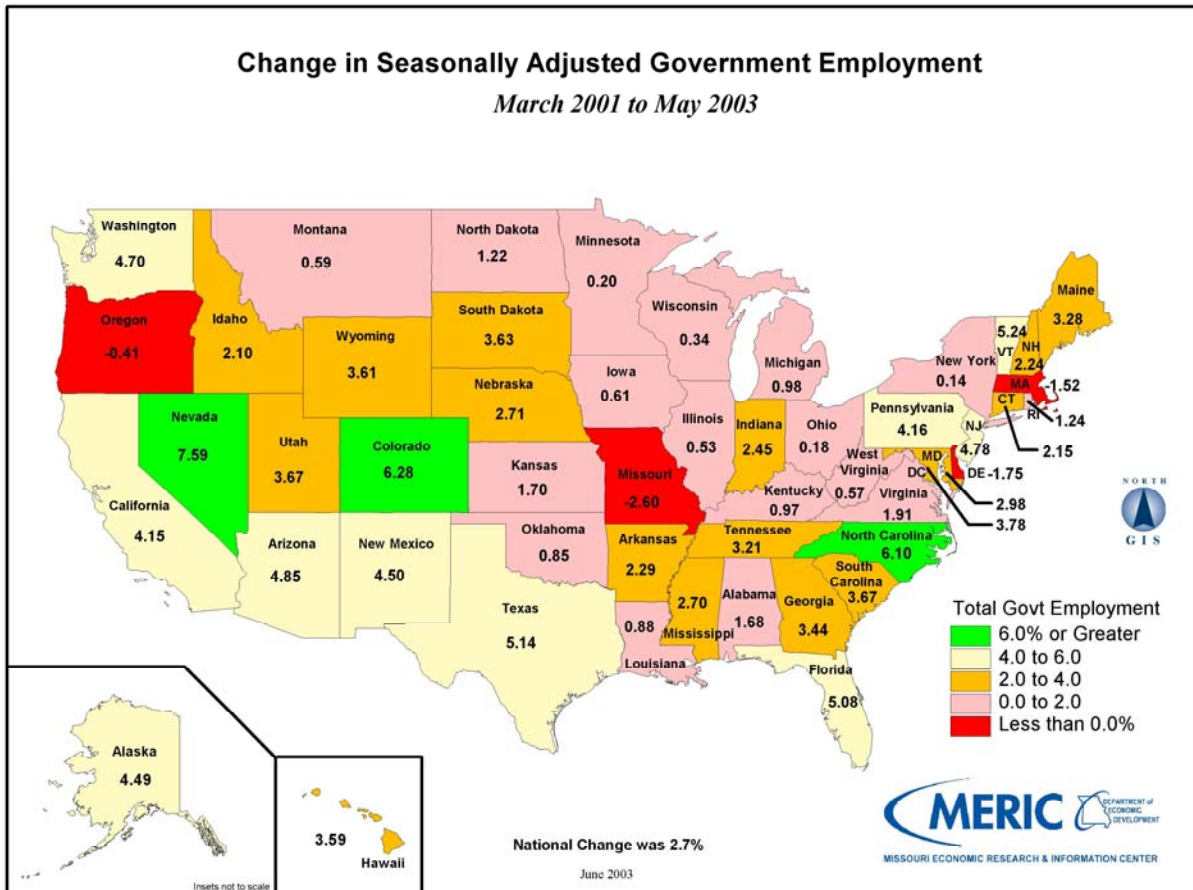 Change in Seasonally Adjusted Government Employment
March 2001 to May 2003
Washington
4.70
Montana
0.59
North Dakota
1.22
Minnesota
0.20
Oregon
-0.41
Idaho
2.10
Wyoming
3.61
South Dakota
3.63
Wisconsin
0.34
Michigan
0.98
Maine
3.28
5.24
VT
NH
2.24
New York
0.14
MA
-1.52
CT
RI
1.24
2.15
Nebraska
2.71
Iowa
0.61
Illinois
0.53
Indiana
2.45
Ohio
0.18
Pennsylvania
4.16
NJ
4.78
MD
DC
DE -1.75
2.98
3.78
Nevada
7.59
Utah
3.67
Colorado
6.28
Kansas
1.70
Missouri
-2.60
Kentucky
0.97
West
Virginia
0.57
Virginia
1.91
California
4.15
Arizona
4.85
New Mexico
4.50
Oklahoma
0.85
Arkansas
2.29
Tennessee
3.21
North Carolina
6.10
South
Carolina
3.67
Texas
5.14
0.88
Louisiana
2.70
Mississippi
Alabama
1.68
Georgia
3.44
Florida
5.08
Alaska
4.49
3.59
Hawaii
Insets not to scale
NORTH
GIS
Total Govt Employment
6.0% or Greater
4.0 to 6.0
2.0 to 4.0
0.0 to 2.0
Less than 0.0%
National Change was 2.7%
June 2003
MERIC
DEPARTMENT of
ECONOMIC
DEVELOPMENT
MISSOURI ECONOMIC RESEARCH & INFORMATION CENTER